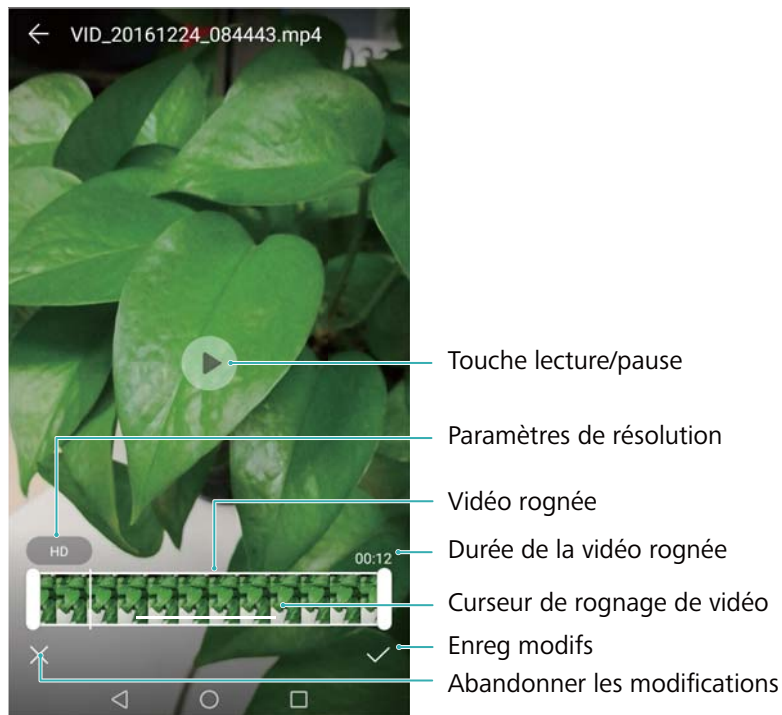 VID_20161224_084443.mp4
Touche lecture/pause
Paramètres de résolution
Vidéo rognée
HD
00:12
Durée de la vidéo rognée
Curseur de rognage de vidéo
Enreg modifs
Abandonner les modifications